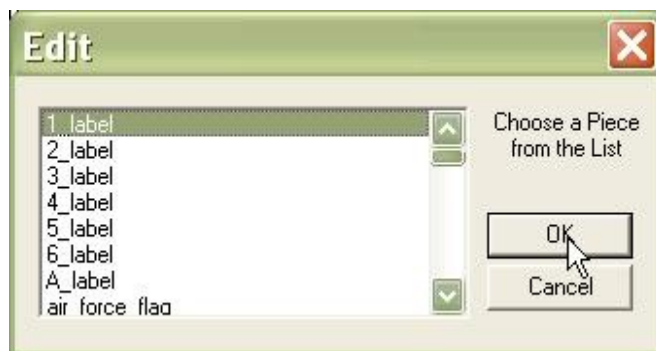 Edit
1_label
2_label
3_label
4_label
5_label
6_label
A_label
air_force_flag
Choose a Piece
from the List
OK
Cancel